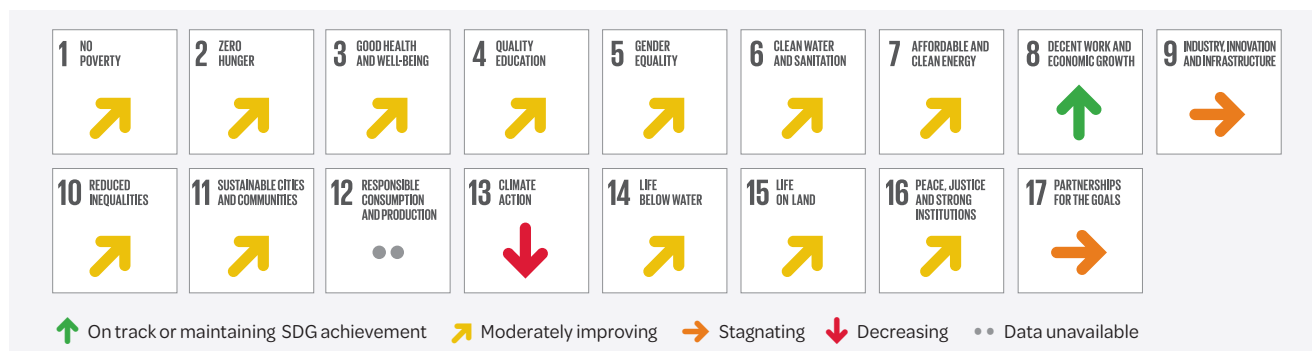 1 NO POVERTY
2 ZERO HUNGER
3 GOOD HEALTH AND WELL-BEING
4 QUALITY EDUCATION
5 GENDER EQUALITY
6 CLEAN WATER AND SANITATION
7 AFFORDABLE AND CLEAN ENERGY
8 DECENT WORK AND ECONOMIC GROWTH
9 INDUSTRY, INNOVATION AND INFRASTRUCTURE
10 REDUCED INEQUALITIES
11 SUSTAINABLE CITIES AND COMMUNITIES
12 RESPONSIBLE CONSUMPTION AND PRODUCTION
13 CLIMATE ACTION
14 LIFE BELOW WATER
15 LIFE ON LAND
16 PEACE, JUSTICE AND STRONG INSTITUTIONS
17 PARTNERSHIPS FOR THE GOALS
On track or maintaining SDG achievement Moderately improving Stagnating Decreasing Data unavailable